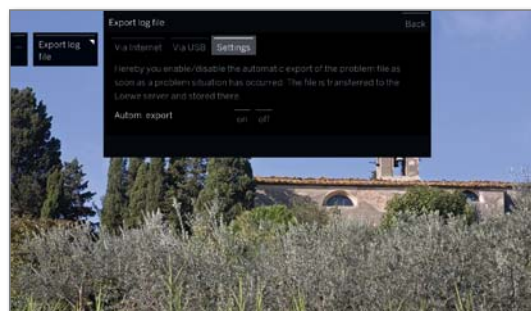 Export log file
Back
Export log
file
Via Internet Via USB Settings
Hereby you enable/disable the automatic export of the problem file as
soon as a problem situation has occurred. The file is transferred to the
Loewe server and stored there.
Autom. export on off